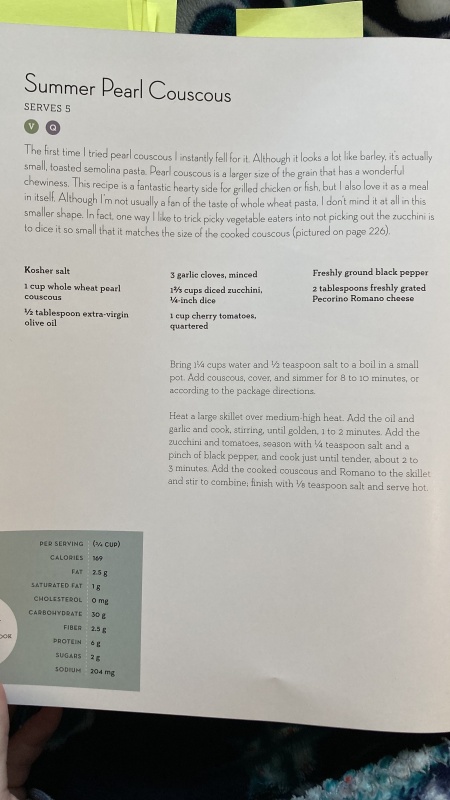 Summer Pearl Couscous
SERVES 5
V Q
The first time I tried pearl couscous I instantly fell for it. Although it looks a lot like barley, it's actually
small, toasted semolina pasta. Pearl couscous is a larger size of the grain that has a wonderful
chewiness. This recipe is a fantastic hearty side for grilled chicken or fish, but I also love it as a meal
in itself. Although I'm not usually a fan of the taste of whole wheat pasta, I don't mind it at all in this
smaller shape. In fact, one way I like to trick picky vegetable eaters into not picking out the zucchini is
to dice it so small that it matches the size of the cooked couscous (pictured on page 226).
Kosher salt
1 cup whole wheat pearl
couscous
½ tablespoon extra-virgin
olive oil
3 garlic cloves, minced
1⅔ cups diced zucchini,
¼-inch dice
1 cup cherry tomatoes,
quartered
Freshly ground black pepper
2 tablespoons freshly grated
Pecorino Romano cheese
Bring 1¼ cups water and ½ teaspoon salt to a boil in a small
pot. Add couscous, cover, and simmer for 8 to 10 minutes, or
according to the package directions.
Heat a large skillet over medium-high heat. Add the oil and
garlic and cook, stirring, until golden, 1 to 2 minutes. Add the
zucchini and tomatoes, season with ¼ teaspoon salt and a
pinch of black pepper, and cook just until tender, about 2 to
3 minutes. Add the cooked couscous and Romano to the skillet
and stir to combine; finish with ⅛ teaspoon salt and serve hot.
PER SERVING (¾ CUP)
CALORIES 169
FAT 2.5 g
SATURATED FAT 1 g
CHOLESTEROL 0 mg
CARBOHYDRATE 30 g
FIBER 2.5 g
PROTEIN 6 g
SUGARS 2 g
SODIUM 204 mg